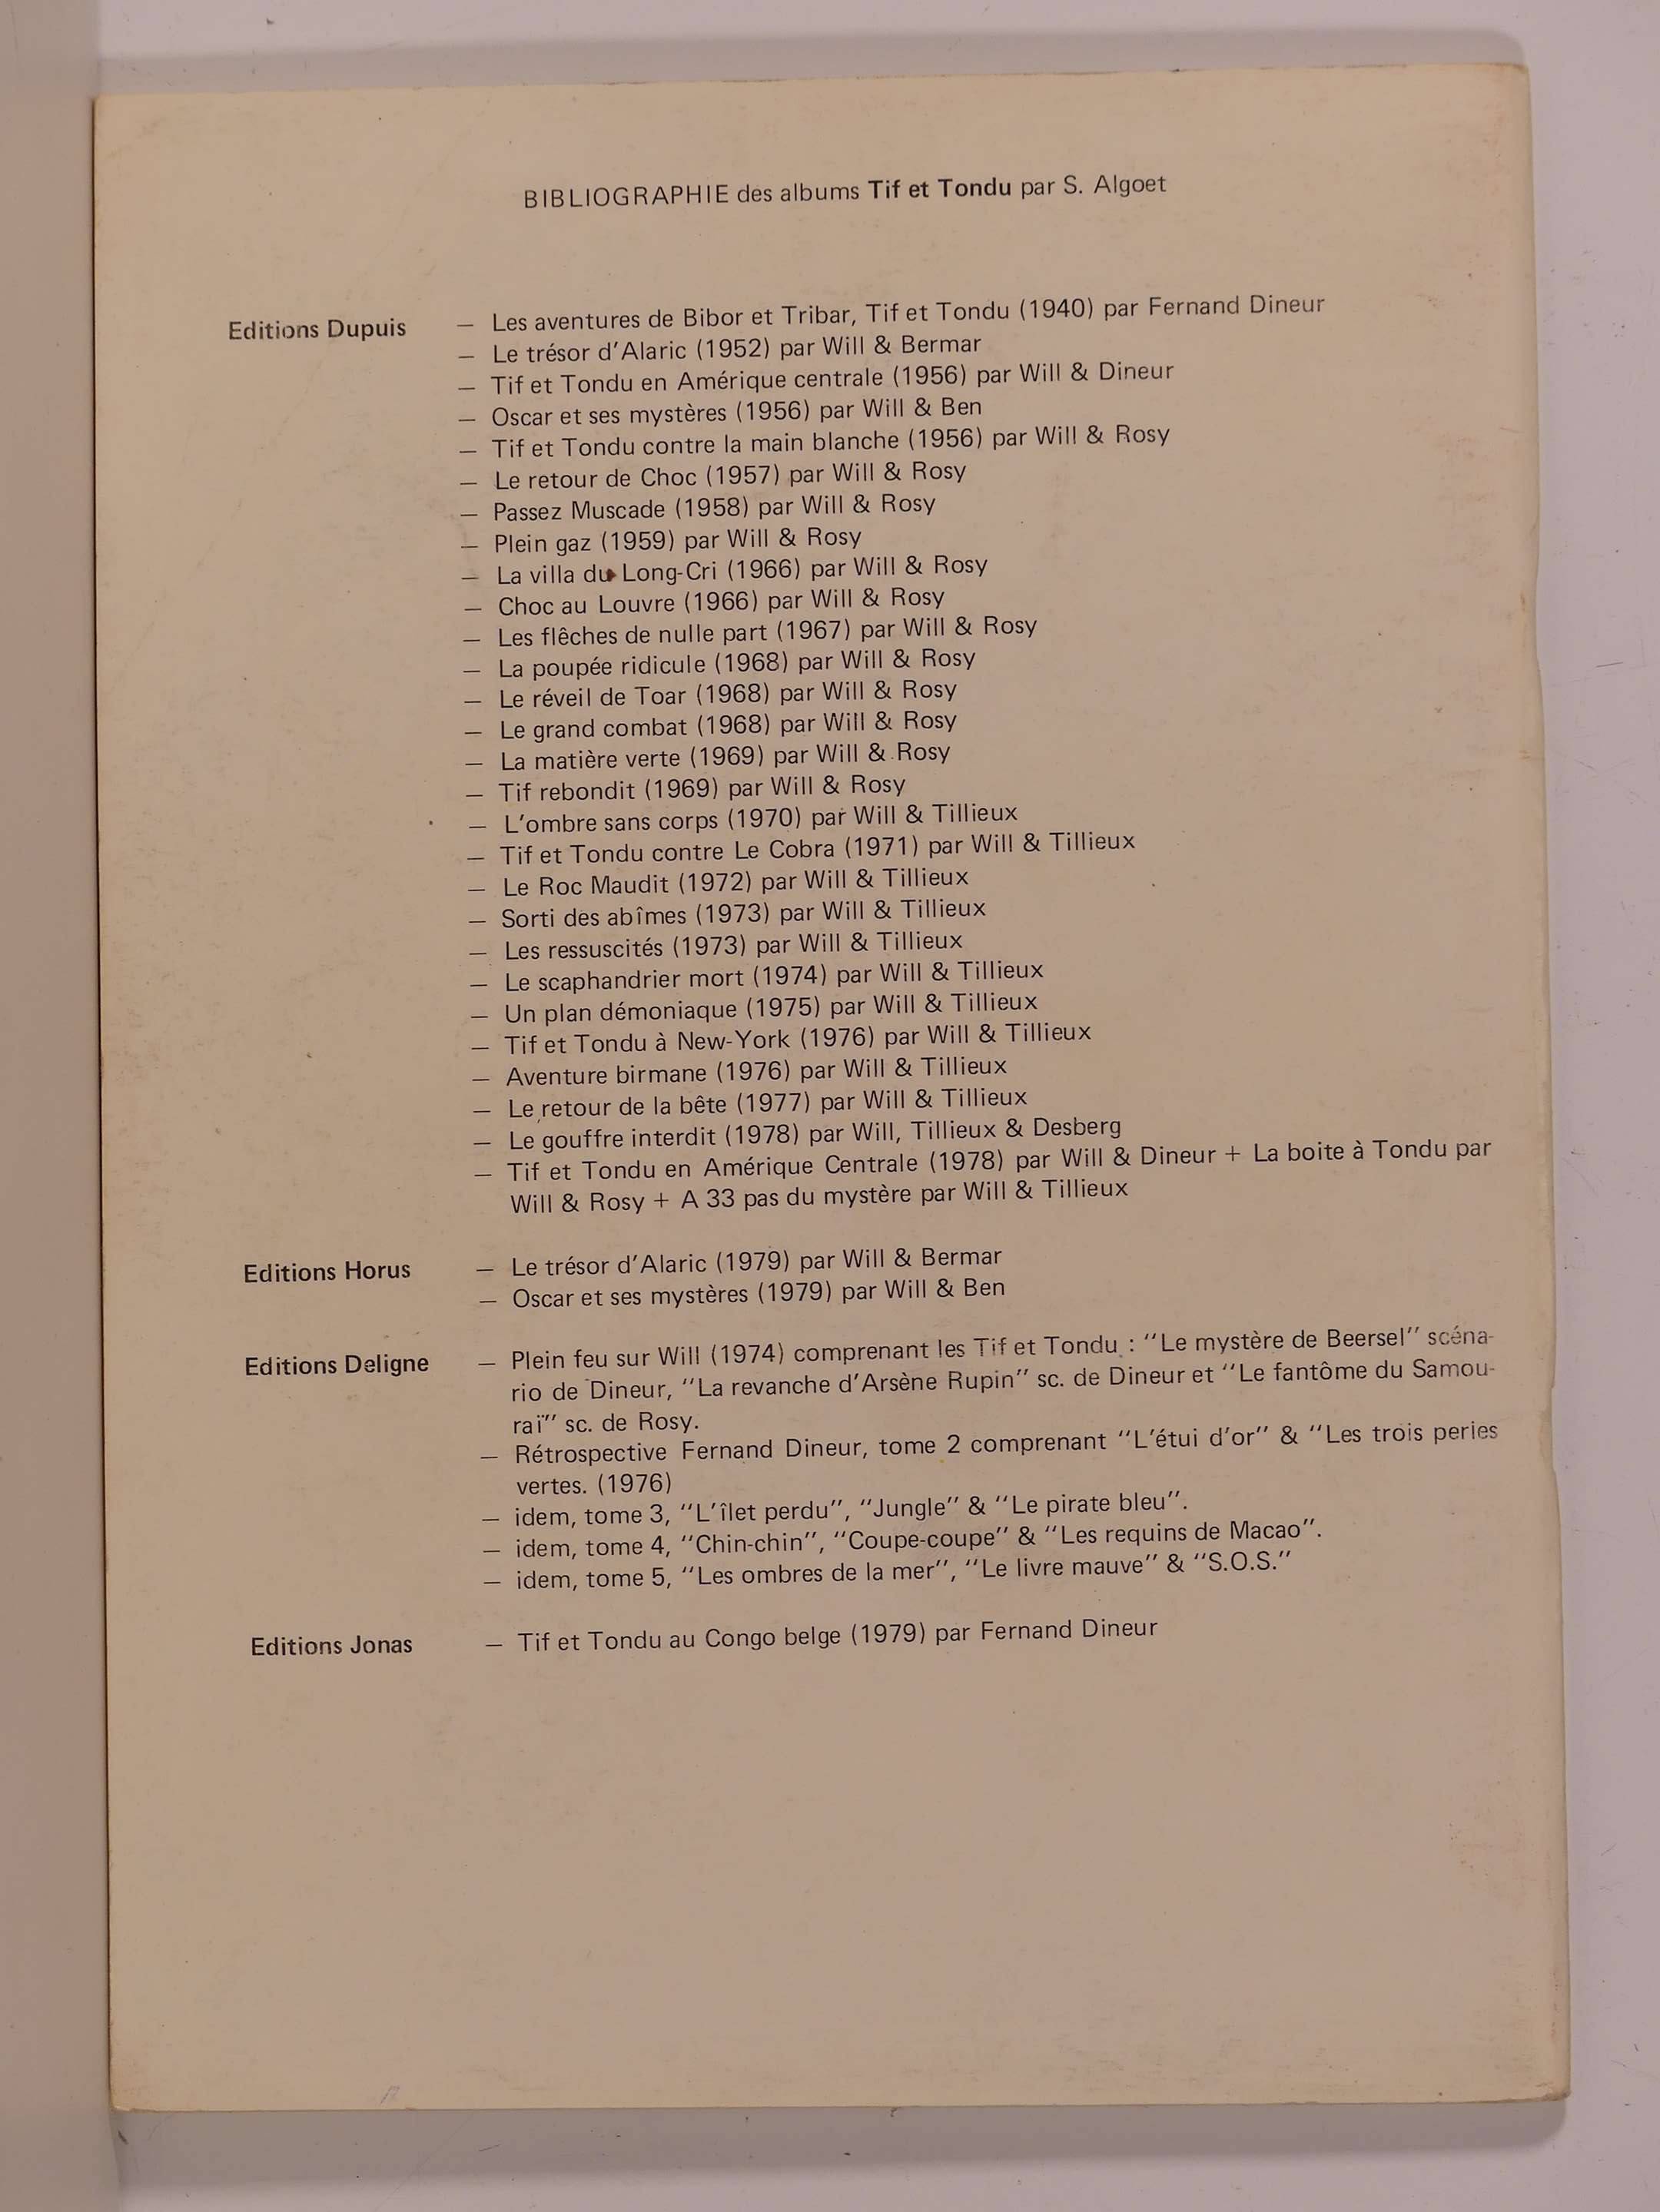 BIBLIOGRAPHIE des albums Tif et Tondu par S. Algoet
Editions Dupuis — Les aventures de Bibor et Tribar, Tif et Tondu (1940) par Fernand Dineur
— Le trésor d'Alaric (1952) par Will & Bermar
— Tif et Tondu en Amérique centrale (1956) par Will & Dineur
— Oscar et ses mystères (1956) par Will & Ben
— Tif et Tondu contre la main blanche (1956) par Will & Rosy
— Le retour de Choc (1957) par Will & Rosy
— Passez Muscade (1958) par Will & Rosy
— Plein gaz (1959) par Will & Rosy
— La villa du Long-Cri (1966) par Will & Rosy
— Choc au Louvre (1966) par Will & Rosy
— Les flêches de nulle part (1967) par Will & Rosy
— La poupée ridicule (1968) par Will & Rosy
— Le réveil de Toar (1968) par Will & Rosy
— Le grand combat (1968) par Will & Rosy
— La matière verte (1969) par Will & Rosy
— Tif rebondit (1969) par Will & Rosy
— L'ombre sans corps (1970) par Will & Tillieux
— Tif et Tondu contre Le Cobra (1971) par Will & Tillieux
— Le Roc Maudit (1972) par Will & Tillieux
— Sorti des abîmes (1973) par Will & Tillieux
— Les ressuscités (1973) par Will & Tillieux
— Le scaphandrier mort (1974) par Will & Tillieux
— Un plan démoniaque (1975) par Will & Tillieux
— Tif et Tondu à New-York (1976) par Will & Tillieux
— Aventure birmane (1976) par Will & Tillieux
— Le retour de la bête (1977) par Will & Tillieux
— Le gouffre interdit (1978) par Will, Tillieux & Desberg
— Tif et Tondu en Amérique Centrale (1978) par Will & Dineur + La boite à Tondu par
Will & Rosy + A 33 pas du mystère par Will & Tillieux
Editions Horus — Le trésor d'Alaric (1979) par Will & Bermar
— Oscar et ses mystères (1979) par Will & Ben
Editions Deligne — Plein feu sur Will (1974) comprenant les Tif et Tondu : "Le mystère de Beersel" scéna-
rio de Dineur, "La revanche d'Arsène Rupin" sc. de Dineur et "Le fantôme du Samou-
raï" sc. de Rosy.
— Rétrospective Fernand Dineur, tome 2 comprenant "L'étui d'or" & "Les trois peries
vertes. (1976)
— idem, tome 3, "L'îlet perdu", "Jungle" & "Le pirate bleu".
— idem, tome 4, "Chin-chin", "Coupe-coupe" & "Les requins de Macao".
— idem, tome 5, "Les ombres de la mer", "Le livre mauve" & "S.O.S."
Editions Jonas — Tif et Tondu au Congo belge (1979) par Fernand Dineur